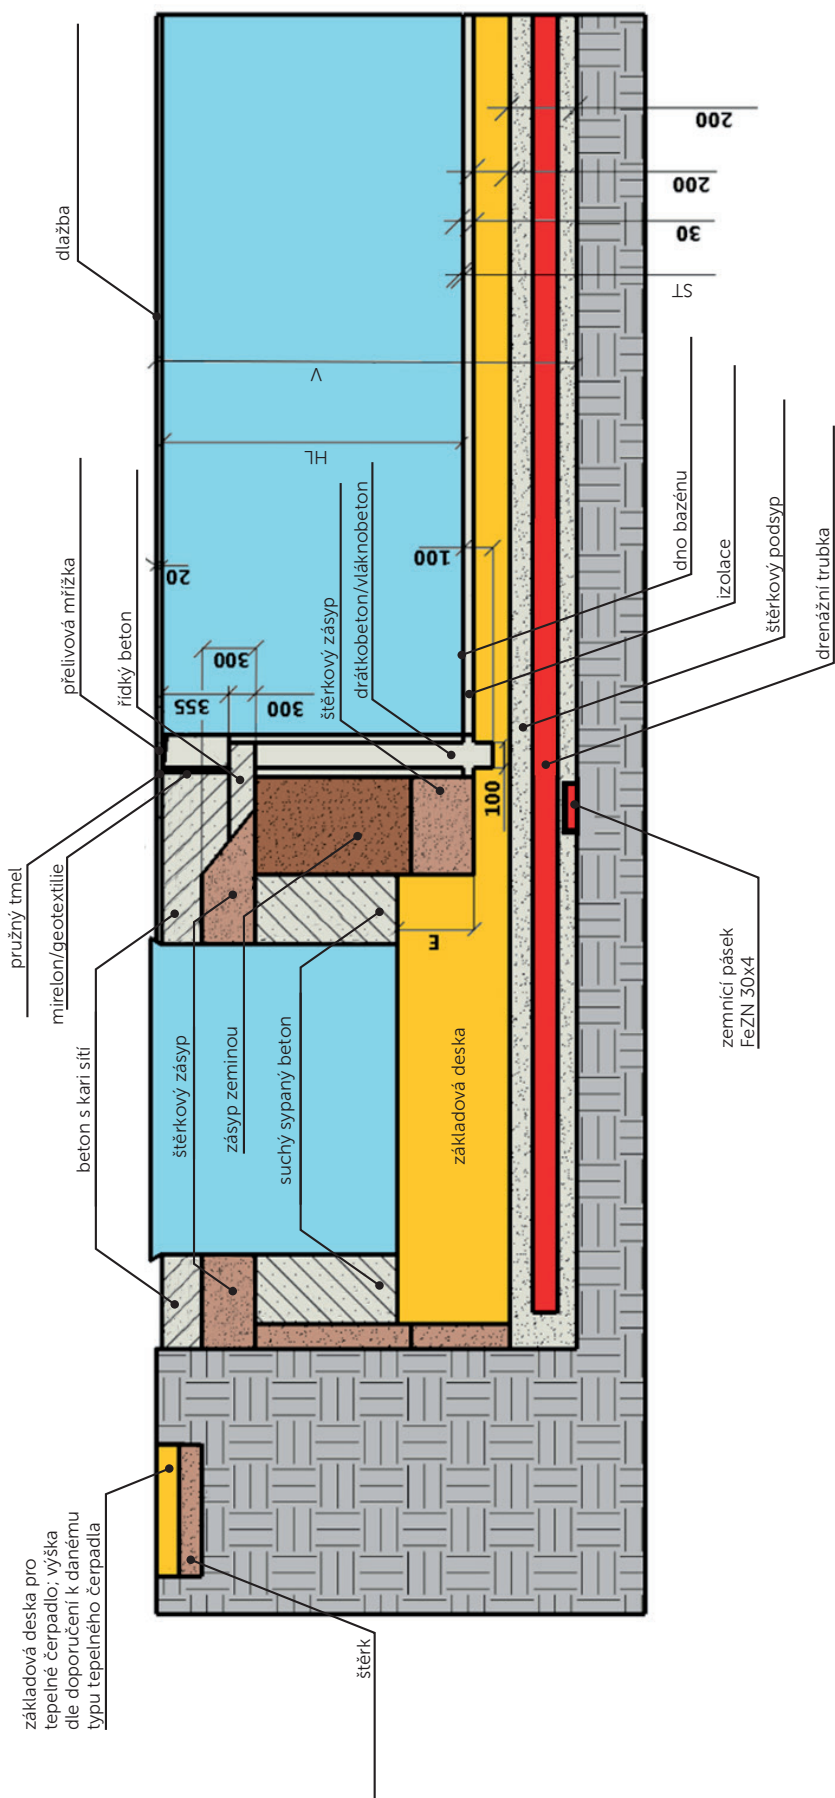 základová deska pro
tepelné čerpadlo; výška
dle doporučení k danému
typu tepelného čerpadla
štěrk
pružný tmel
mirelon/geotextilie
beton s kari sítí
štěrkový zásyp
zásyp zeminou
suchý sypaný beton
základová deska
E
zemnící pásek
FeZN 30x4
přelivová mřížka
řídký beton
355
300
300
20
štěrkový zásyp
drátkobeton/vláknobeton
100
100
dlažba
V
HL
dno bazénu
izolace
štěrkový podsyp
drenážní trubka
ST
30
200
200